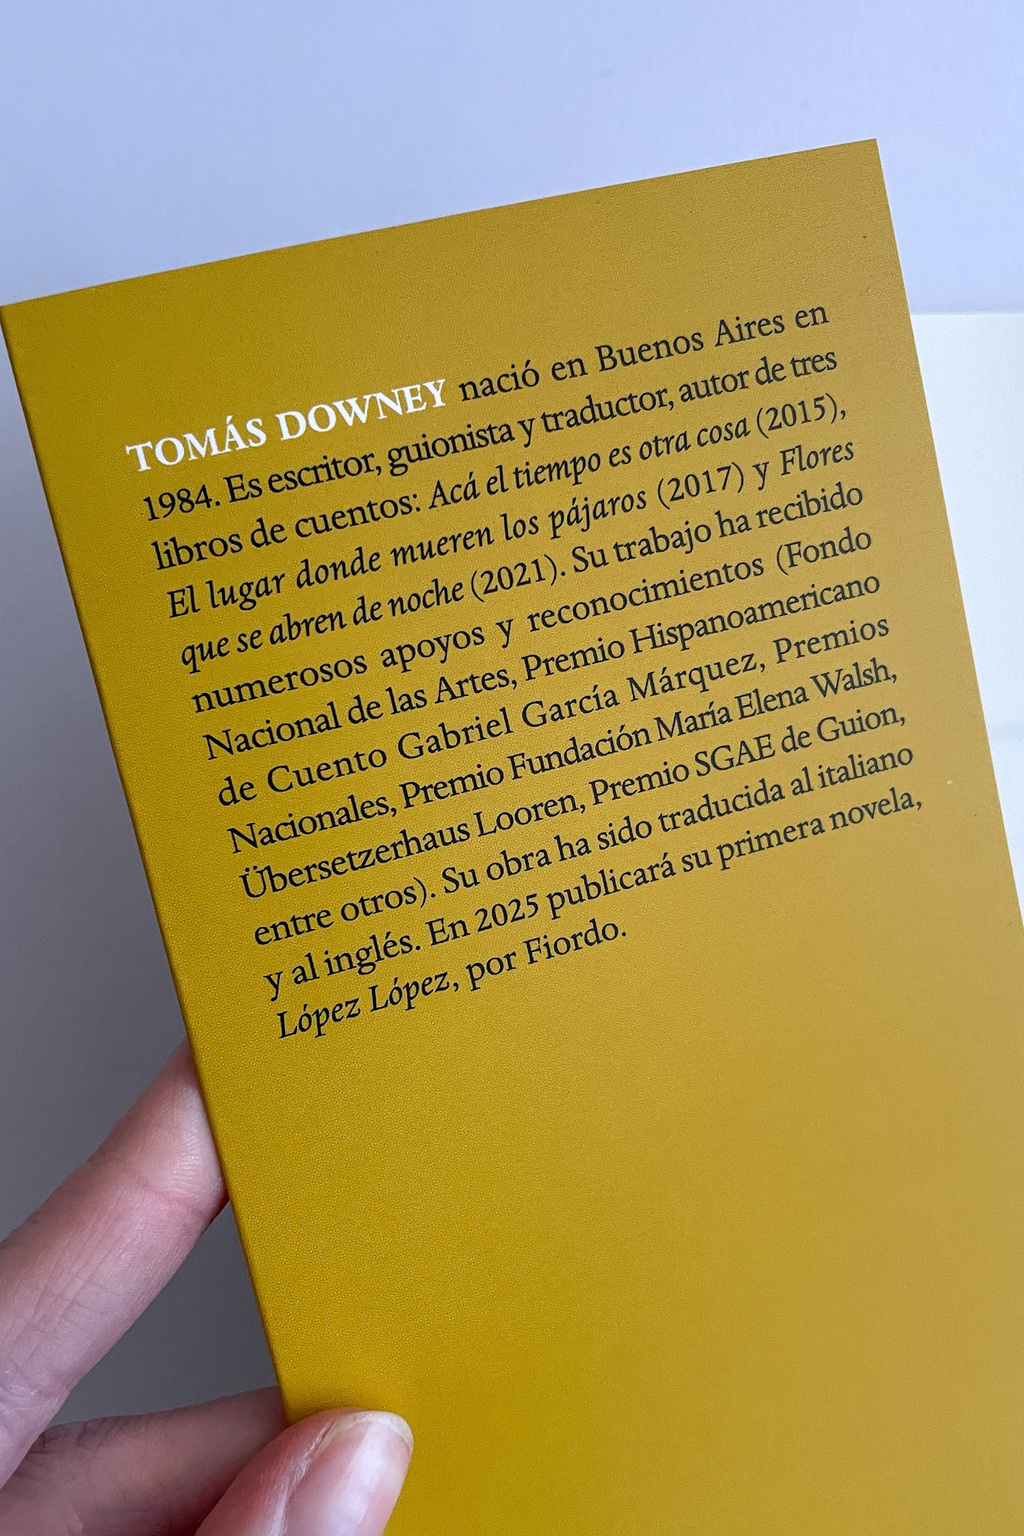 TOMÁS DOWNEY nació en Buenos Aires en
1984. Es escritor, guionista y traductor, autor de tres
libros de cuentos: Acá el tiempo es otra cosa (2015),
El lugar donde mueren los pájaros (2017) y Flores
que se abren de noche (2021). Su trabajo ha recibido
numerosos apoyos y reconocimientos (Fondo
Nacional de las Artes, Premio Hispanoamericano
de Cuento Gabriel García Márquez, Premios
Nacionales, Premio Fundación María Elena Walsh,
Übersetzerhaus Looren, Premio SGAE de Guion,
entre otros). Su obra ha sido traducida al italiano
y al inglés. En 2025 publicará su primera novela,
López López, por Fiordo.